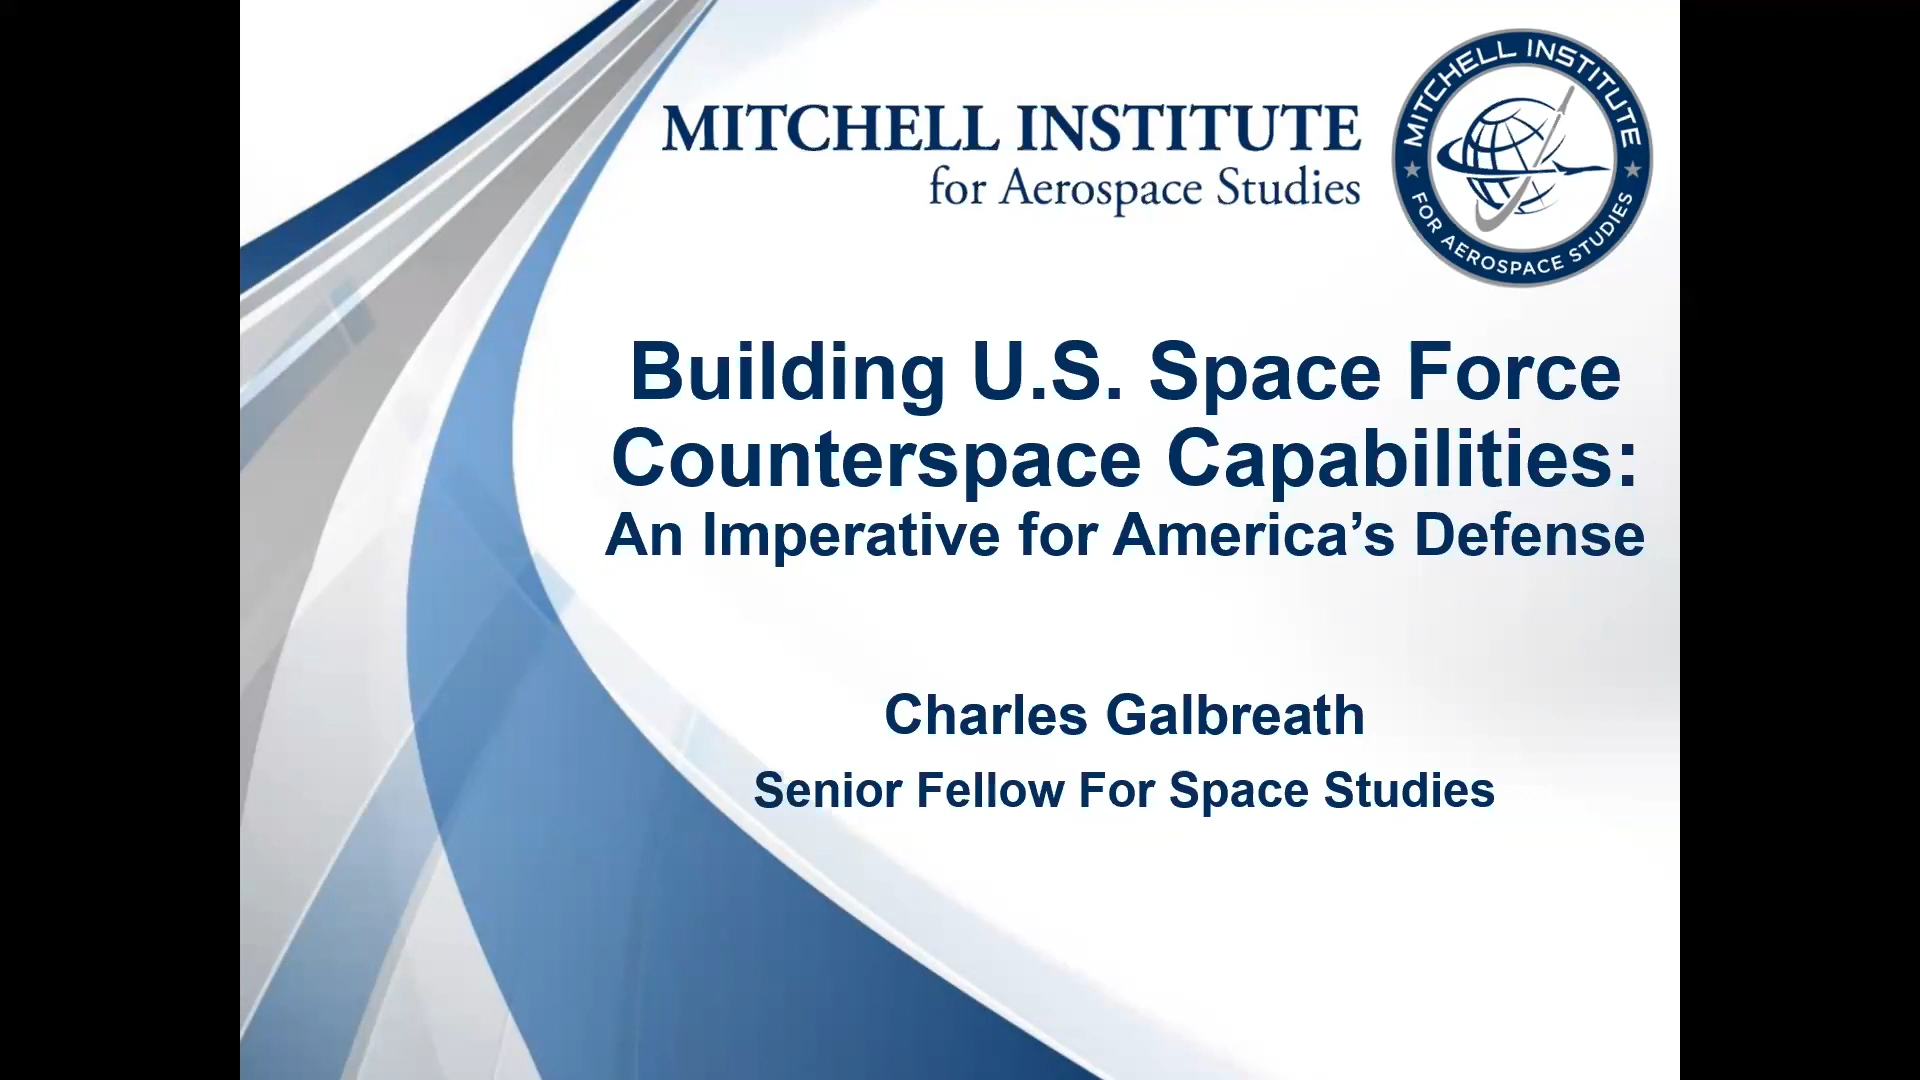 MITCHELL INSTITUTE
for Aerospace Studies
MITCHELL INSTITUTE
FOR AEROSPACE STUDIES
Building U.S. Space Force
Counterspace Capabilities:
An Imperative for America’s Defense
Charles Galbreath
Senior Fellow For Space Studies